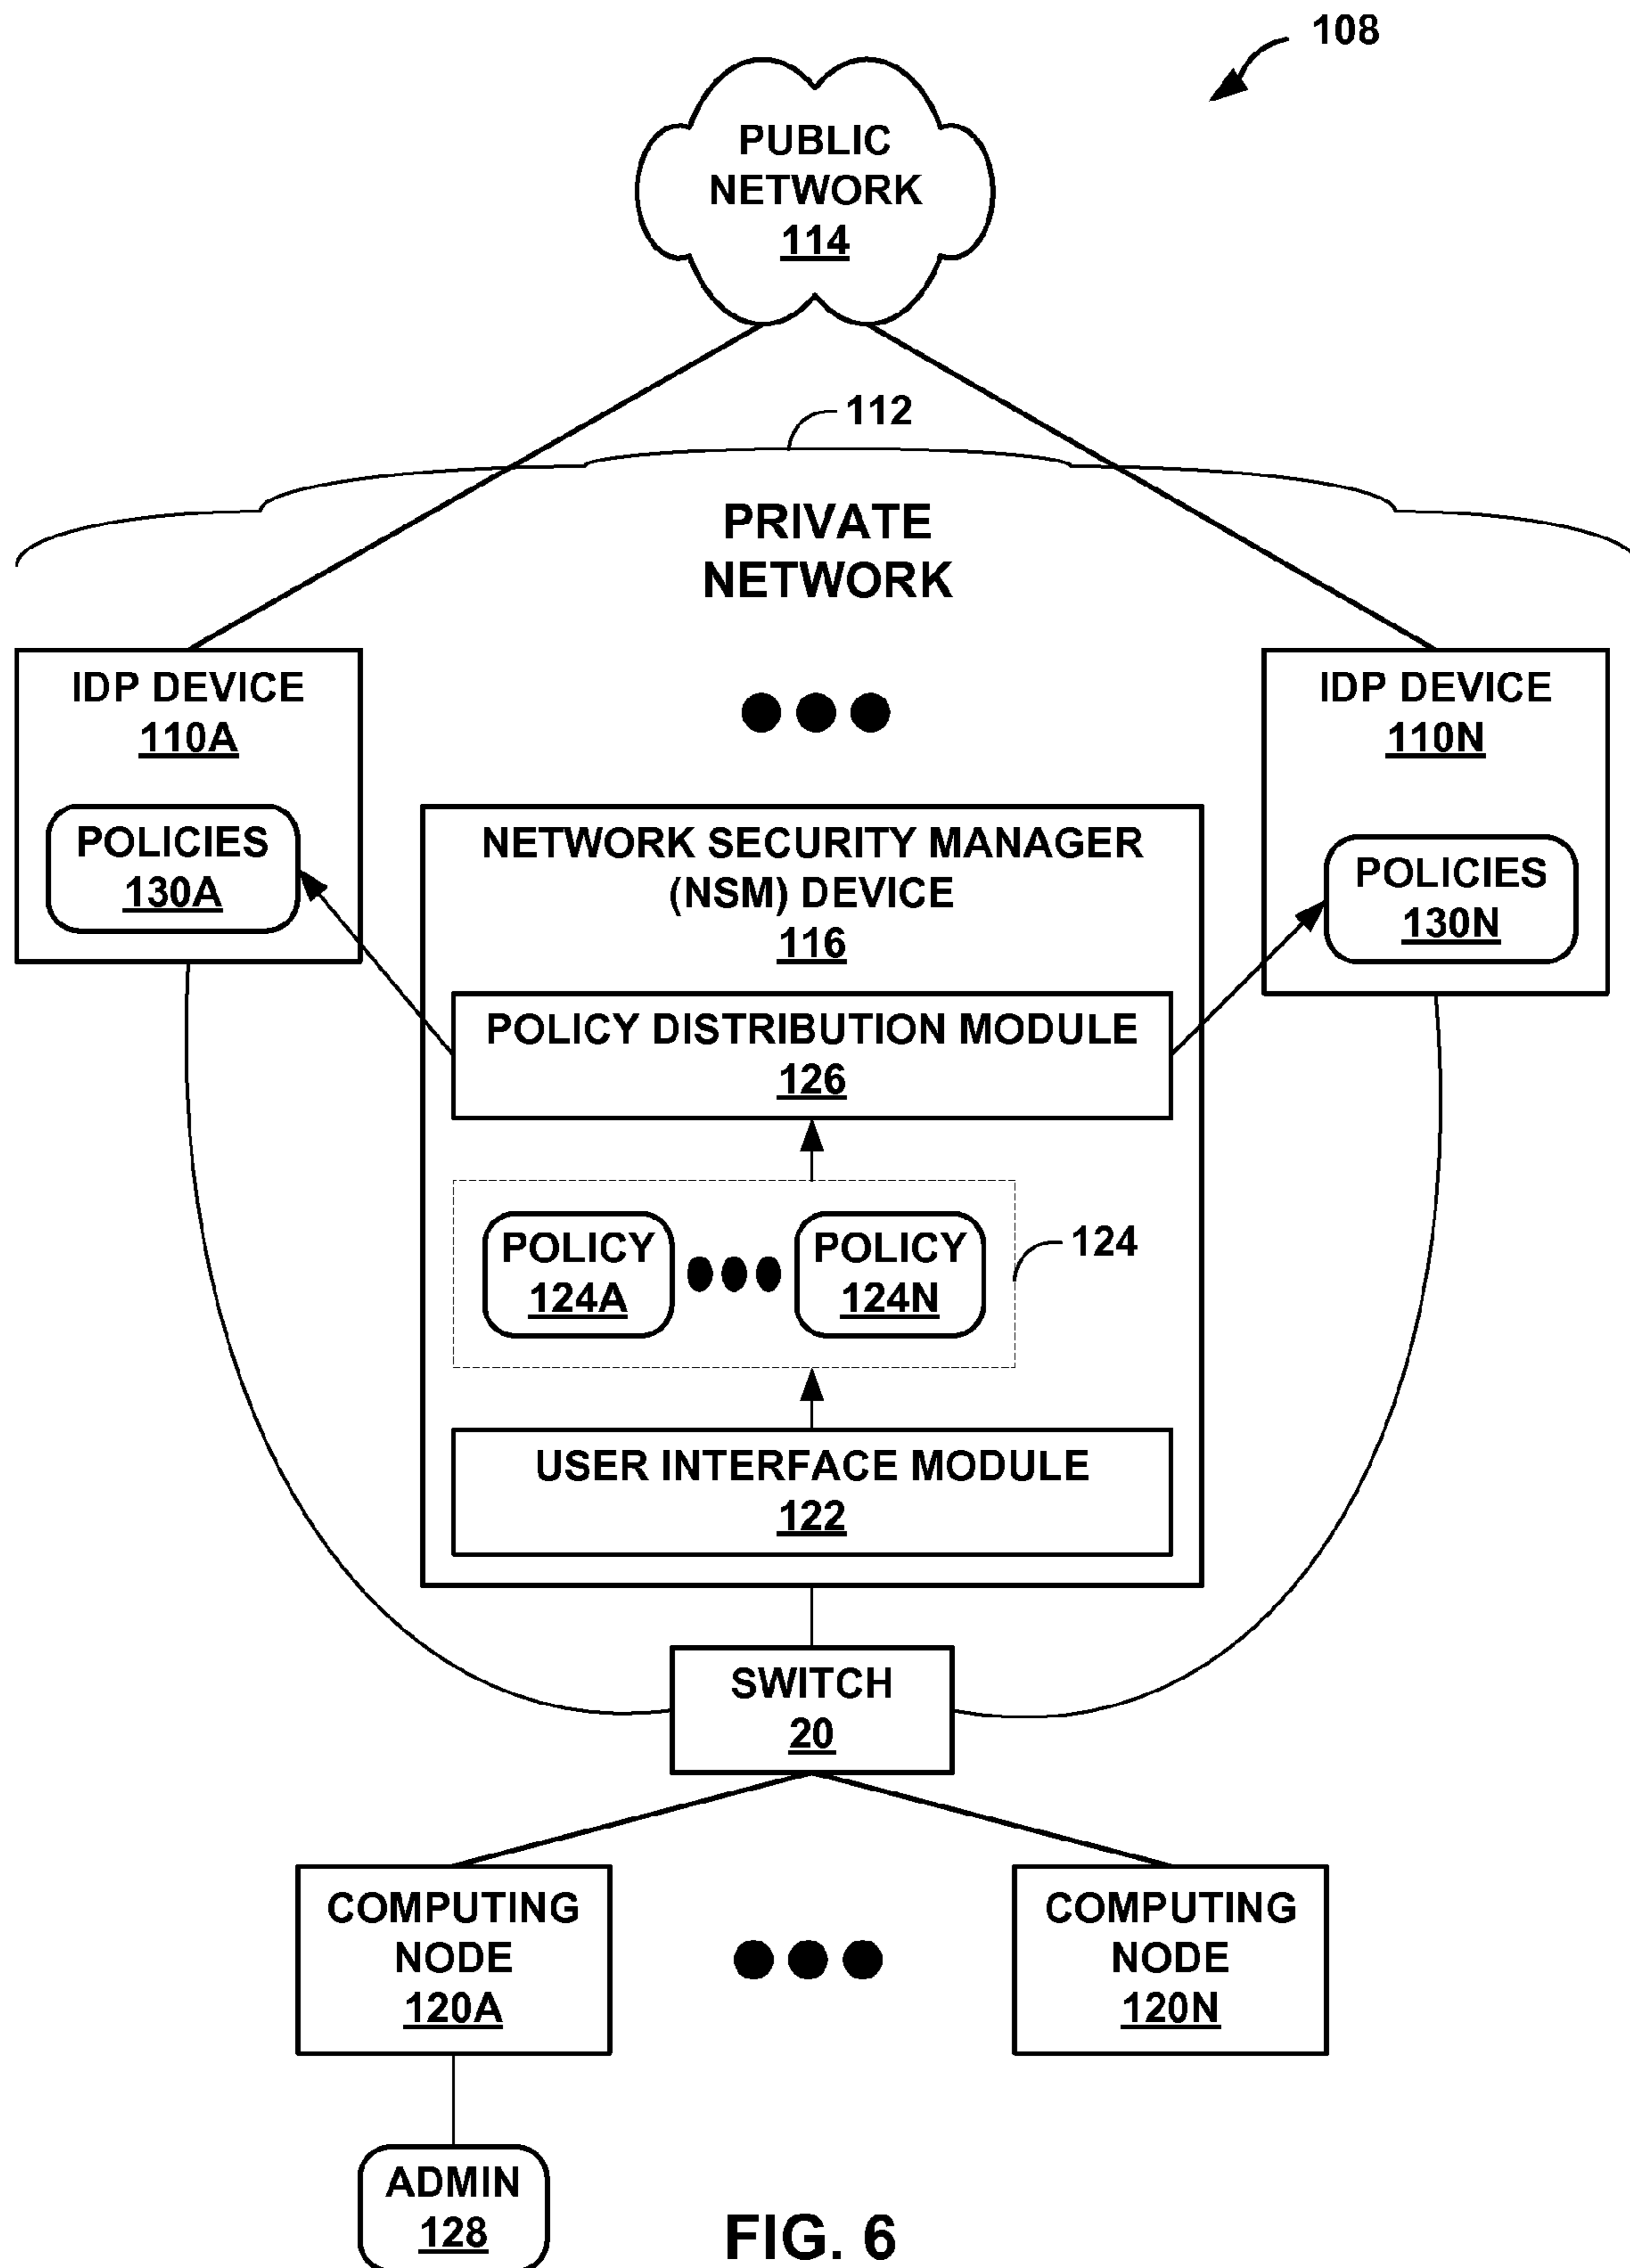 108
PUBLIC
NETWORK
114
112
PRIVATE
NETWORK
IDP DEVICE
110A
POLICIES
130A
IDP DEVICE
110N
POLICIES
130N
NETWORK SECURITY MANAGER
(NSM) DEVICE
116
POLICY DISTRIBUTION MODULE
126
POLICY
124A
POLICY
124N
124
USER INTERFACE MODULE
122
SWITCH
20
COMPUTING
NODE
120A
COMPUTING
NODE
120N
ADMIN
128
FIG. 6